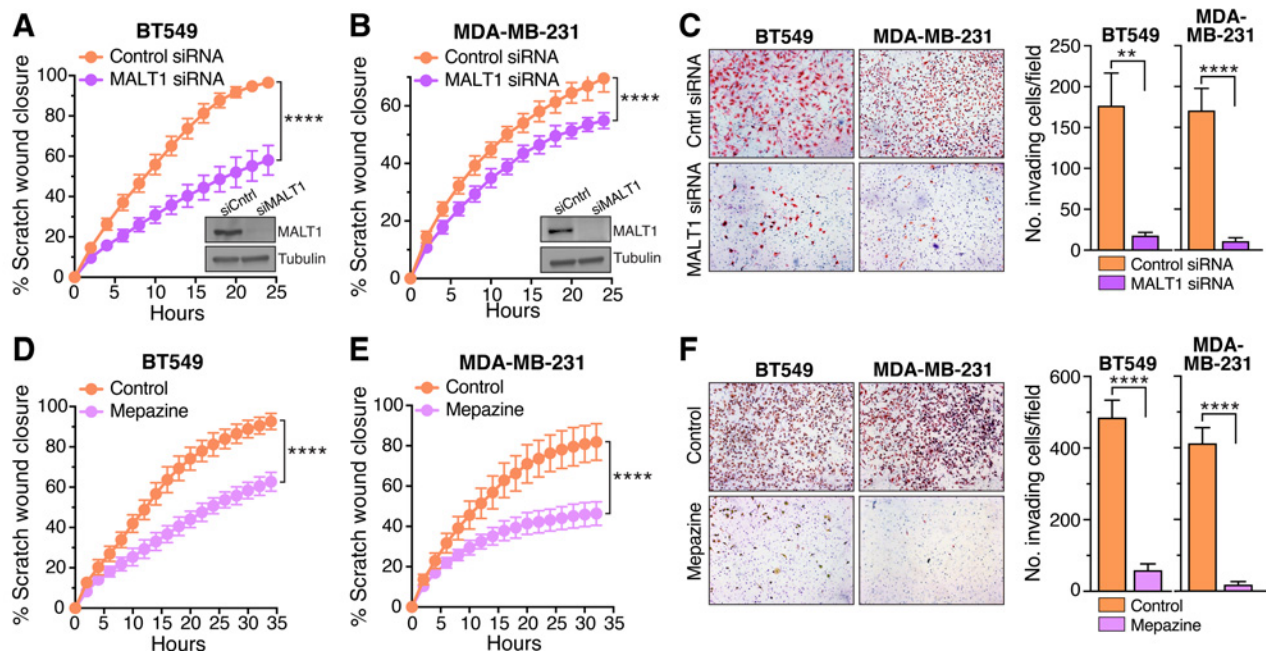 A
BT549
Control siRNA
MALT1 siRNA
% Scratch wound closure
100
80
60
40
20
0
****
siCntrl
siMALT1
MALT1
Tubulin
0 5 10 15 20 25
Hours
B
MDA-MB-231
Control siRNA
MALT1 siRNA
% Scratch wound closure
60
40
20
0
****
siCntrl
siMALT1
MALT1
Tubulin
0 5 10 15 20 25
Hours
C
BT549
MDA-MB-231
Cntrl siRNA
MALT1 siRNA
No. invading cells/field
250
200
150
100
50
0
BT549
**
MDA-
MB-231
****
Control siRNA
MALT1 siRNA
D
BT549
Control
Mepazine
% Scratch wound closure
100
80
60
40
20
0
****
0 5 10 15 20 25 30 35
Hours
E
MDA-MB-231
Control
Mepazine
% Scratch wound closure
100
80
60
40
20
0
****
0 5 10 15 20 25 30 35
Hours
F
BT549
MDA-MB-231
Control
Mepazine
No. invading cells/field
600
400
200
0
BT549
****
MDA-
MB-231
****
Control
Mepazine